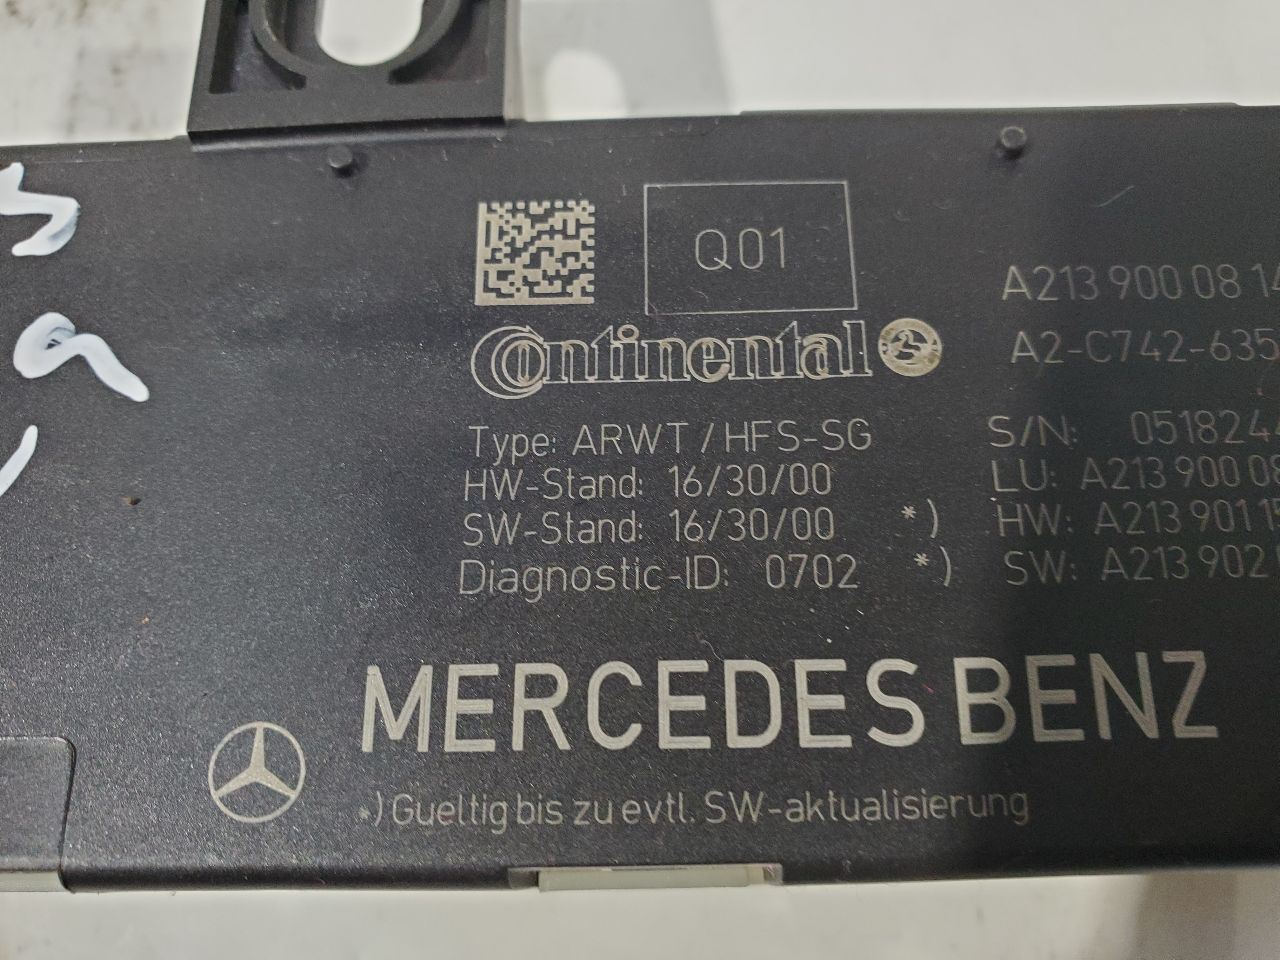 Q01
A213 900 08 14
Continental
A2-C742-635
Type: ARWT/HFS-SG
S/N: 0518244
HW-Stand: 16/30/00
LU: A213 900 08
SW-Stand: 16/30/00 *)
HW: A213 901 15
Diagnostic-ID: 0702 *)
SW: A213 902
MERCEDES BENZ
*) Gueltig bis zu evtl. SW-aktualisierung